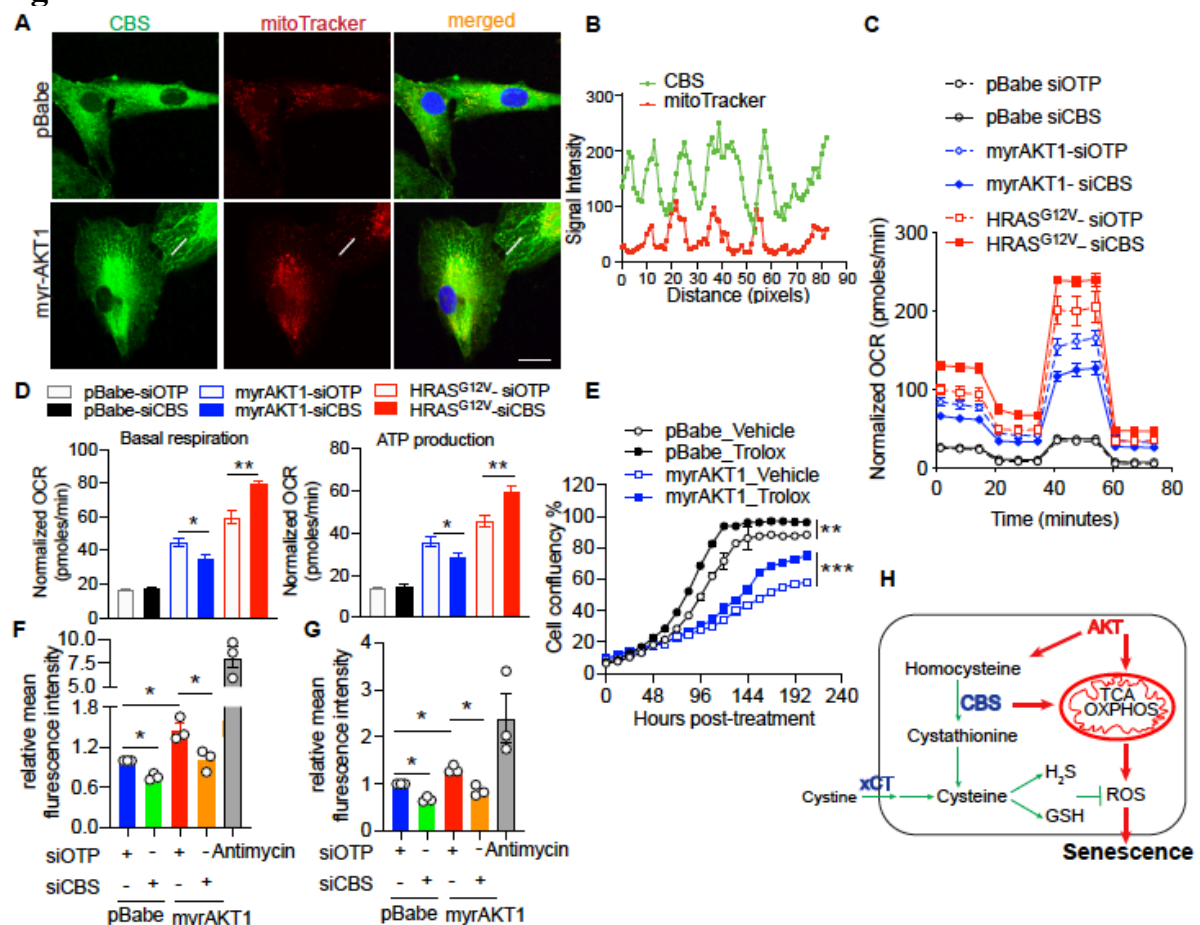 A
CBS
mitoTracker
merged
pBabe
myr-AKT1
B
CBS
mitoTracker
Signal Intensity
300
200
100
0
0 10 20 30 40 50 60 70 80 90
Distance (pixels)
C
pBabe siOTP
pBabe siCBS
myrAKT1-siOTP
myrAKT1- siCBS
HRASG12V- siOTP
HRASG12V- siCBS
Normalized OCR (pmoles/min)
300
200
100
0
0 20 40 60 80
Time (minutes)
D
pBabe-siOTP
pBabe-siCBS
myrAKT1-siOTP
myrAKT1-siCBS
HRASG12V- siOTP
HRASG12V-siCBS
Basal respiration
Normalized OCR
(pmoles/min)
100
80
60
40
20
0
*
**
ATP production
Normalized OCR
(pmoles/min)
80
60
40
20
0
*
**
E
pBabe_Vehicle
pBabe_Trolox
myrAKT1_Vehicle
myrAKT1_Trolox
Cell confluency %
120
100
80
60
40
20
0
**
***
0 48 96 144 192 240
Hours post-treatment
F
relative mean
flurescence intensity
10.0
7.5
5.0
1.8
1.2
0.6
0.0
*
*
*
siOTP + - + - Antimycin
siCBS - + - +
pBabe myrAKT1
G
relative mean
flurescence intensity
4
3
2
1
0
*
*
*
siOTP + - + - Antimycin
siCBS - + - +
pBabe myrAKT1
H
AKT
Homocysteine
CBS
TCA
OXPHOS
Cystathionine
xCT
Cystine
Cysteine
H2S
GSH
ROS
Senescence